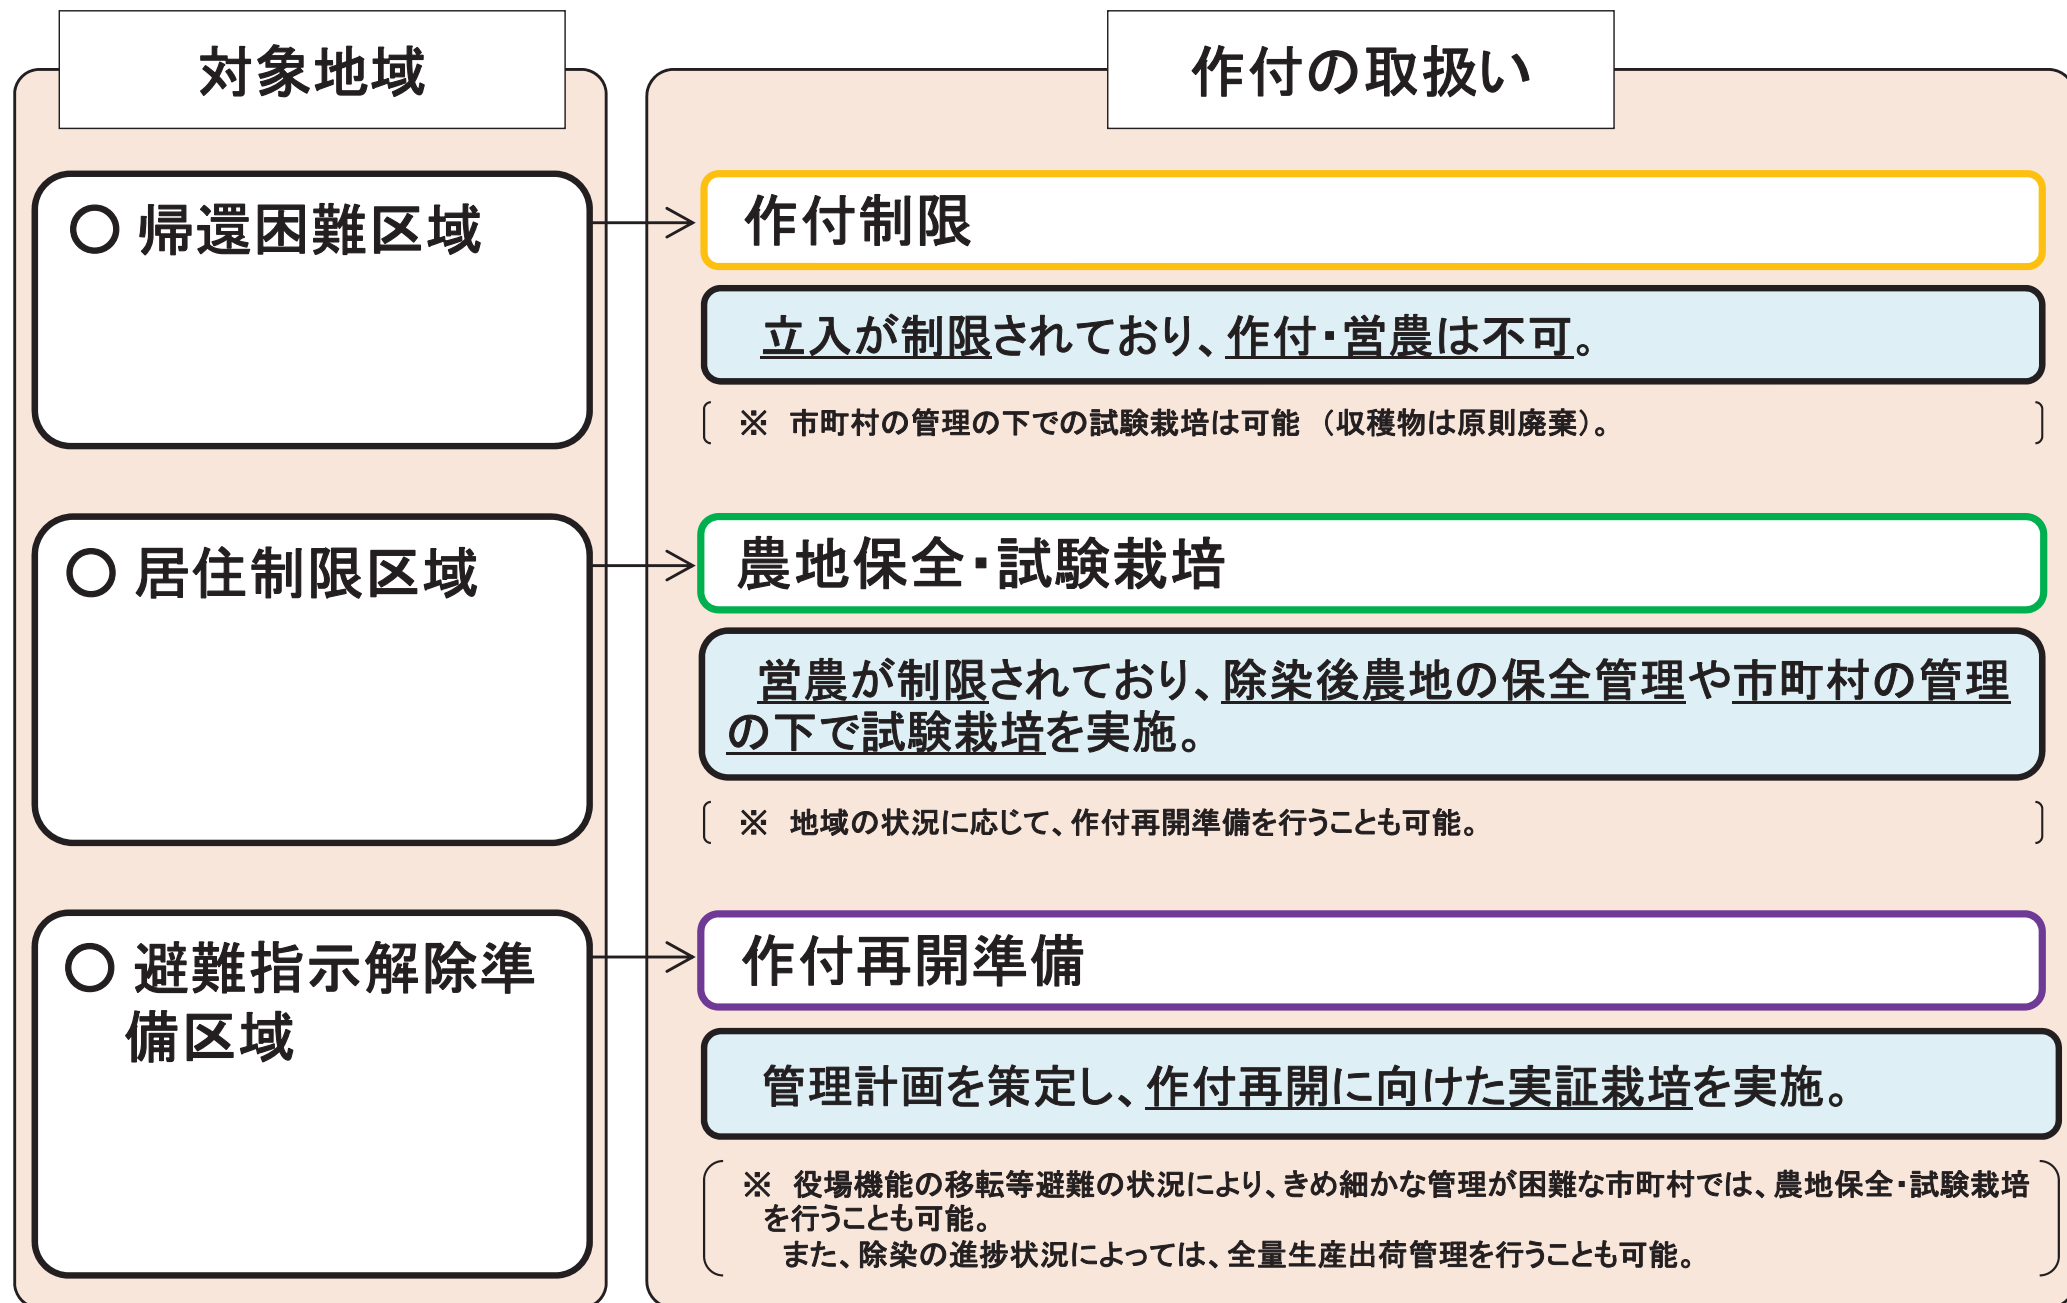 対象地域
作付の取扱い
○ 帰還困難区域
作付制限
立入が制限されており、作付・営農は不可。
※ 市町村の管理の下での試験栽培は可能 (収穫物は原則廃棄)。
○ 居住制限区域
農地保全・試験栽培
営農が制限されており、除染後農地の保全管理や市町村の管理
の下で試験栽培を実施。
※ 地域の状況に応じて、作付再開準備を行うことも可能。
○ 避難指示解除準
備区域
作付再開準備
管理計画を策定し、作付再開に向けた実証栽培を実施。
※ 役場機能の移転等避難の状況により、きめ細かな管理が困難な市町村では、農地保全・試験栽培
を行うことも可能。
また、除染の進捗状況によっては、全量生産出荷管理を行うことも可能。